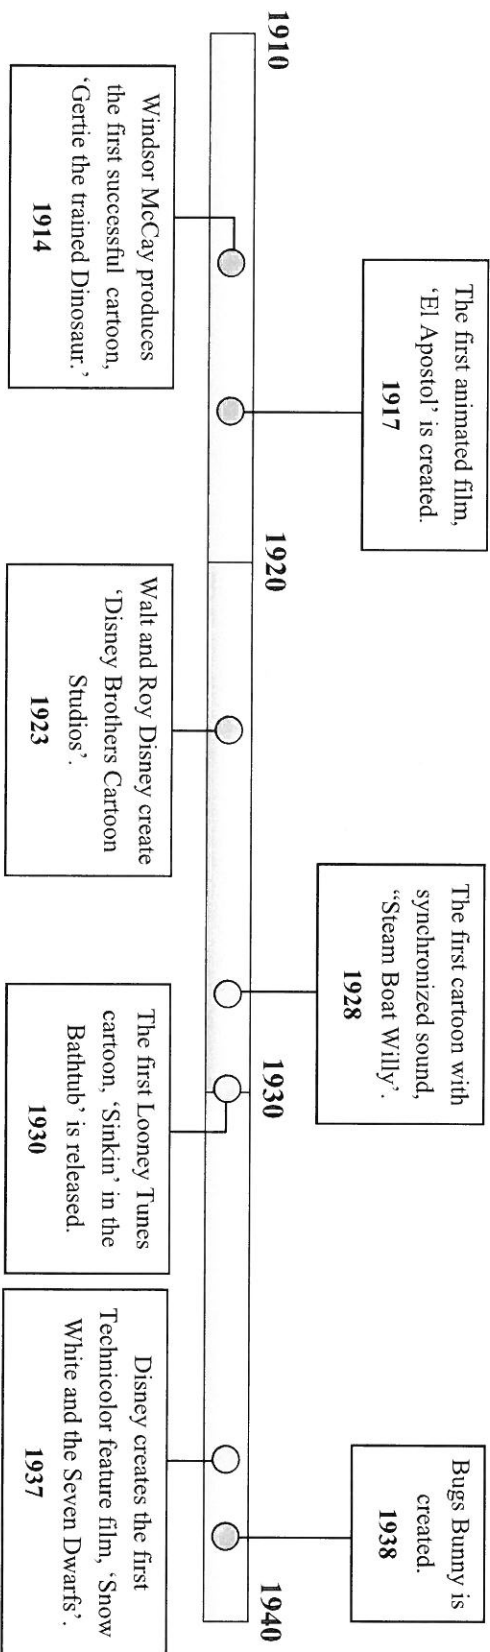 The first animated film,
'El Apostol' is created.
1917
The first cartoon with
synchronized sound,
"Steam Boat Willy'.
1928
Bugs Bunny is
created.
1938
1910
1920
1930
1940
Windsor McCay produces
the first successful cartoon,
'Gertie the trained Dinosaur.'
1914
Walt and Roy Disney create
'Disney Brothers Cartoon
Studios'.
1923
The first Looney Tunes
cartoon, 'Sinkin' in the
Bathtub' is released.
1930
Disney creates the first
Technicolor feature film, 'Snow
White and the Seven Dwarfs'.
1937